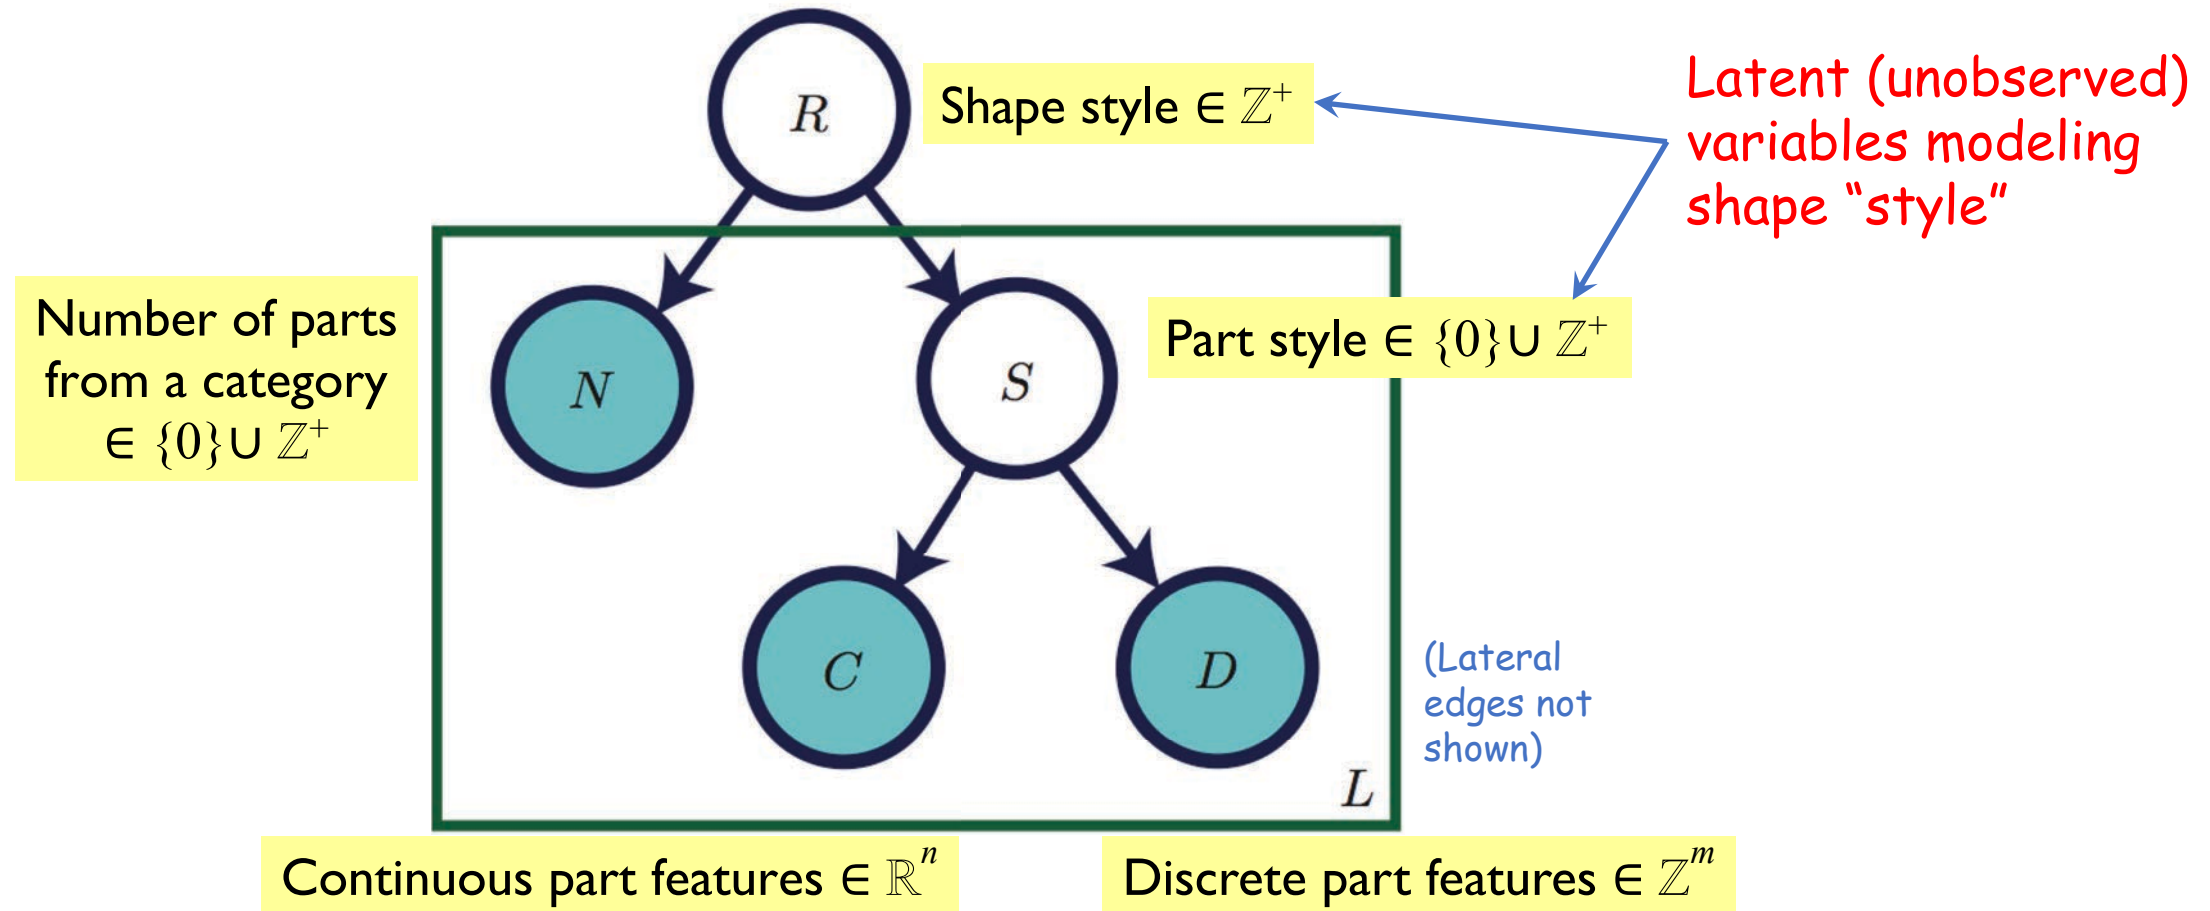 R
Shape style ∈ ℤ⁺
Latent (unobserved)
variables modeling
shape “style”
Number of parts
from a category
∈ {0}∪ ℤ⁺
N
S
Part style ∈ {0}∪ ℤ⁺
C
D
(Lateral
edges not
shown)
L
Continuous part features ∈ ℝⁿ
Discrete part features ∈ ℤᵐ